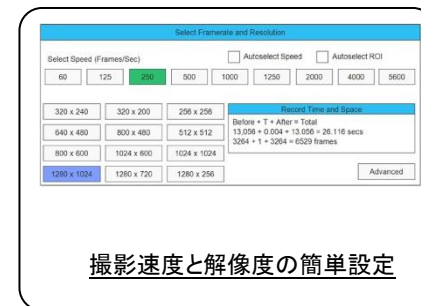 Select Framerate and Resolution
Select Speed (Frames/Sec)
Autoselect Speed
Autoselect ROI
60 125 250 500 1000 1250 2000 4000 5600
320 x 240 320 x 200 256 x 256
640 x 480 800 x 480 512 x 512
800 x 600 1024 x 600 1024 x 1024
1280 x 1024 1280 x 720 1280 x 256
Record Time and Space
Before + T + After = Total
13,056 + 0.004 + 13.056 = 26.116 secs
3264 + 1 + 3264 = 6529 frames
Advanced
撮影速度と解像度の簡単設定